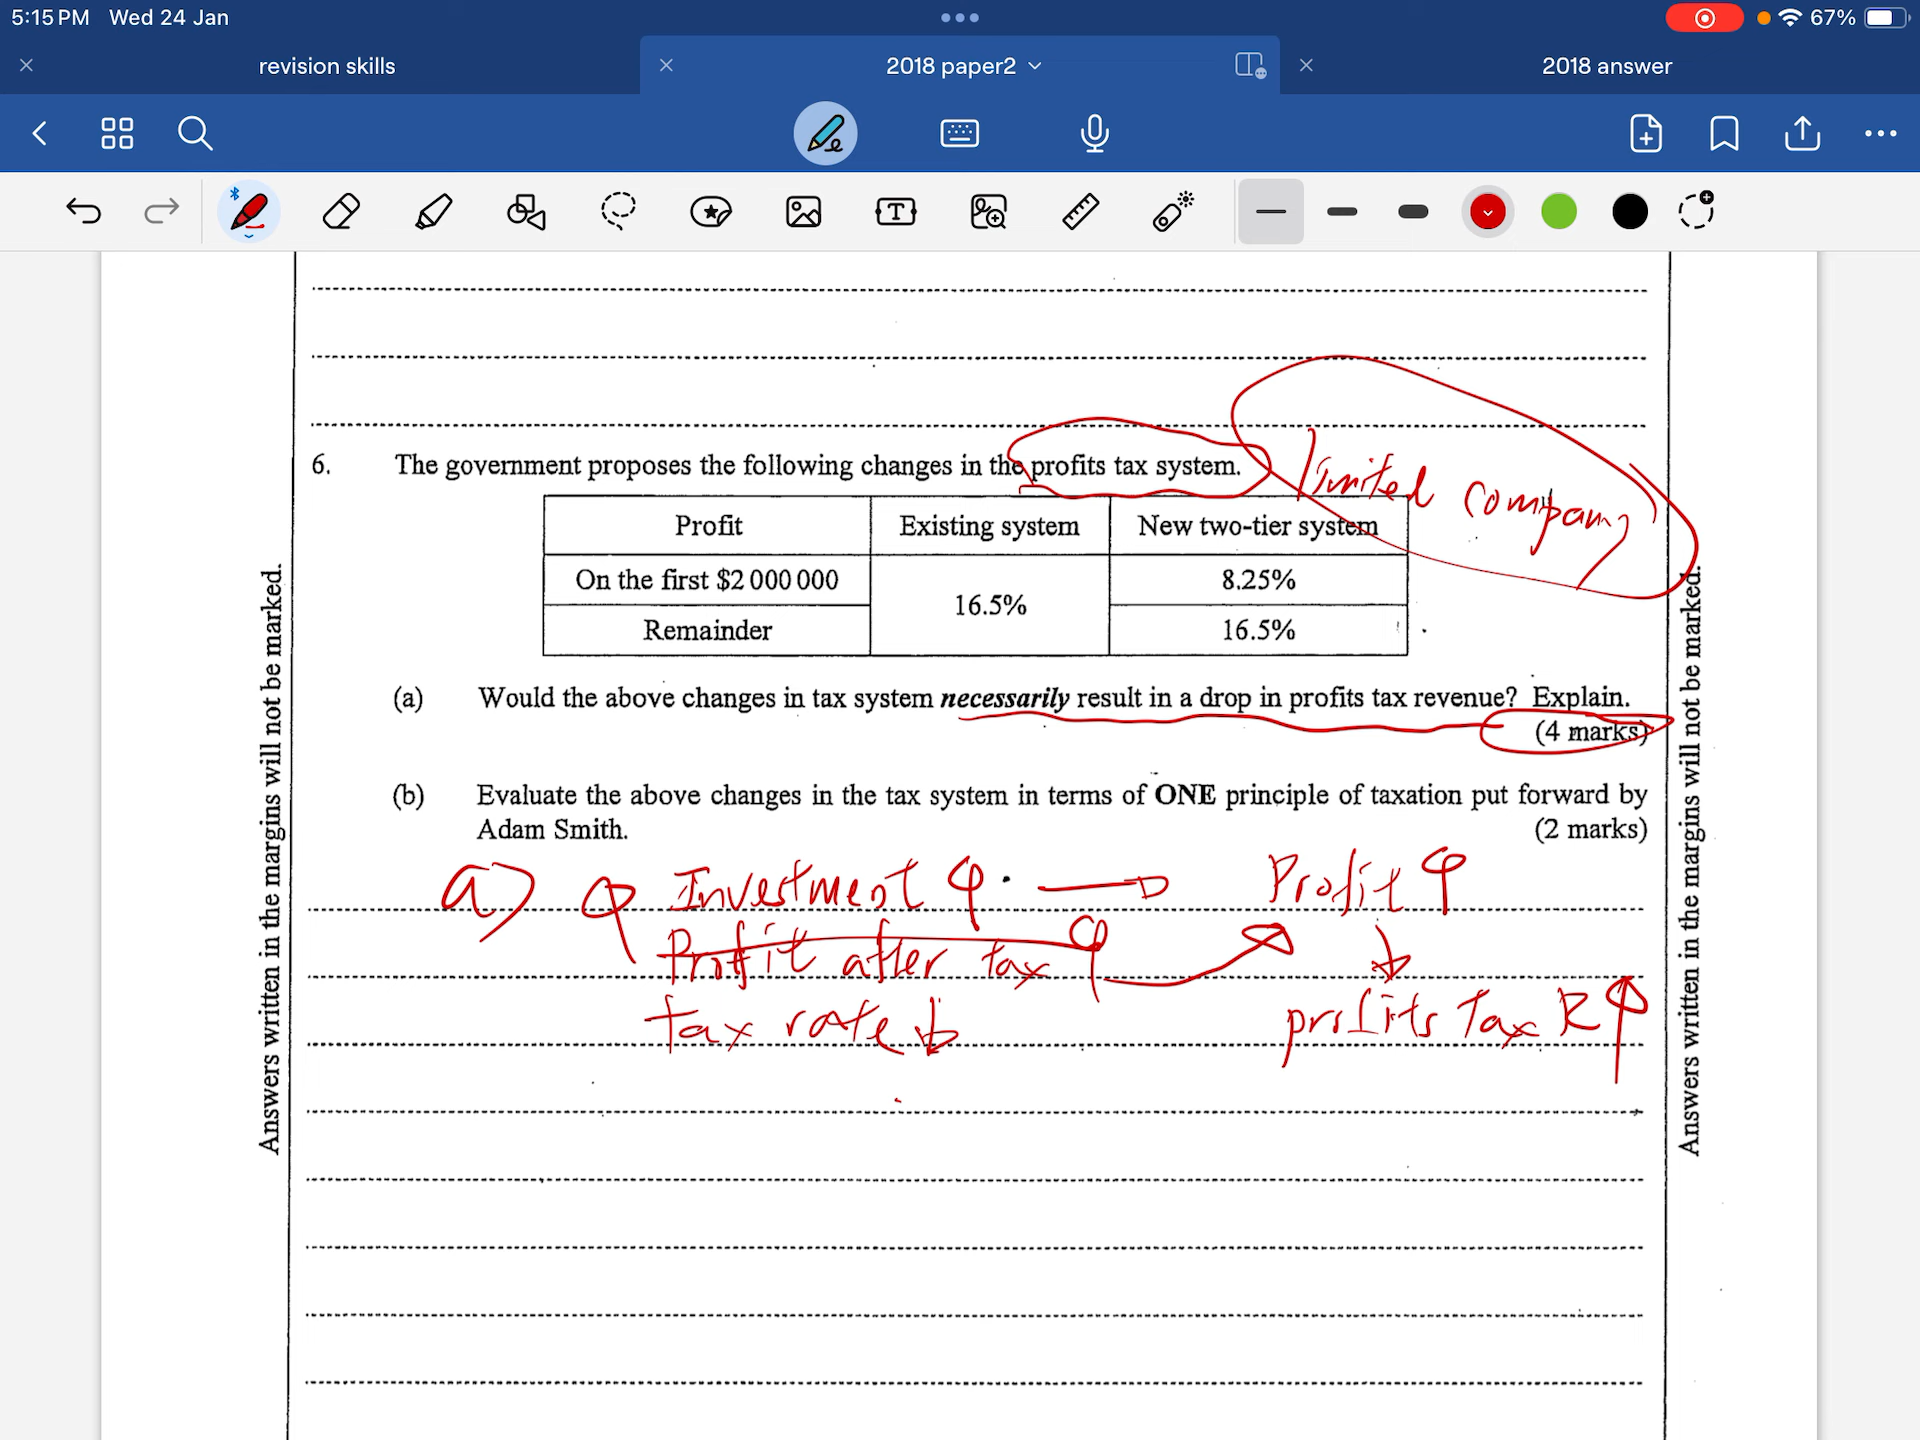 5:15 PM Wed 24 Jan
67%
revision skills
2018 paper2
2018 answer
6. The government proposes the following changes in the profits tax system.
limited company
Profit Existing system New two-tier system
On the first $2 000 000 16.5% 8.25%
Remainder 16.5%
(a) Would the above changes in tax system necessarily result in a drop in profits tax revenue? Explain.
(4 marks)
(b) Evaluate the above changes in the tax system in terms of ONE principle of taxation put forward by
Adam Smith. (2 marks)
a) Investment ↑ → Profit ↑
Profit after tax ↑ ↓
tax rate ↓ profits tax R ↑
Answers written in the margins will not be marked.
Answers written in the margins will not be marked.